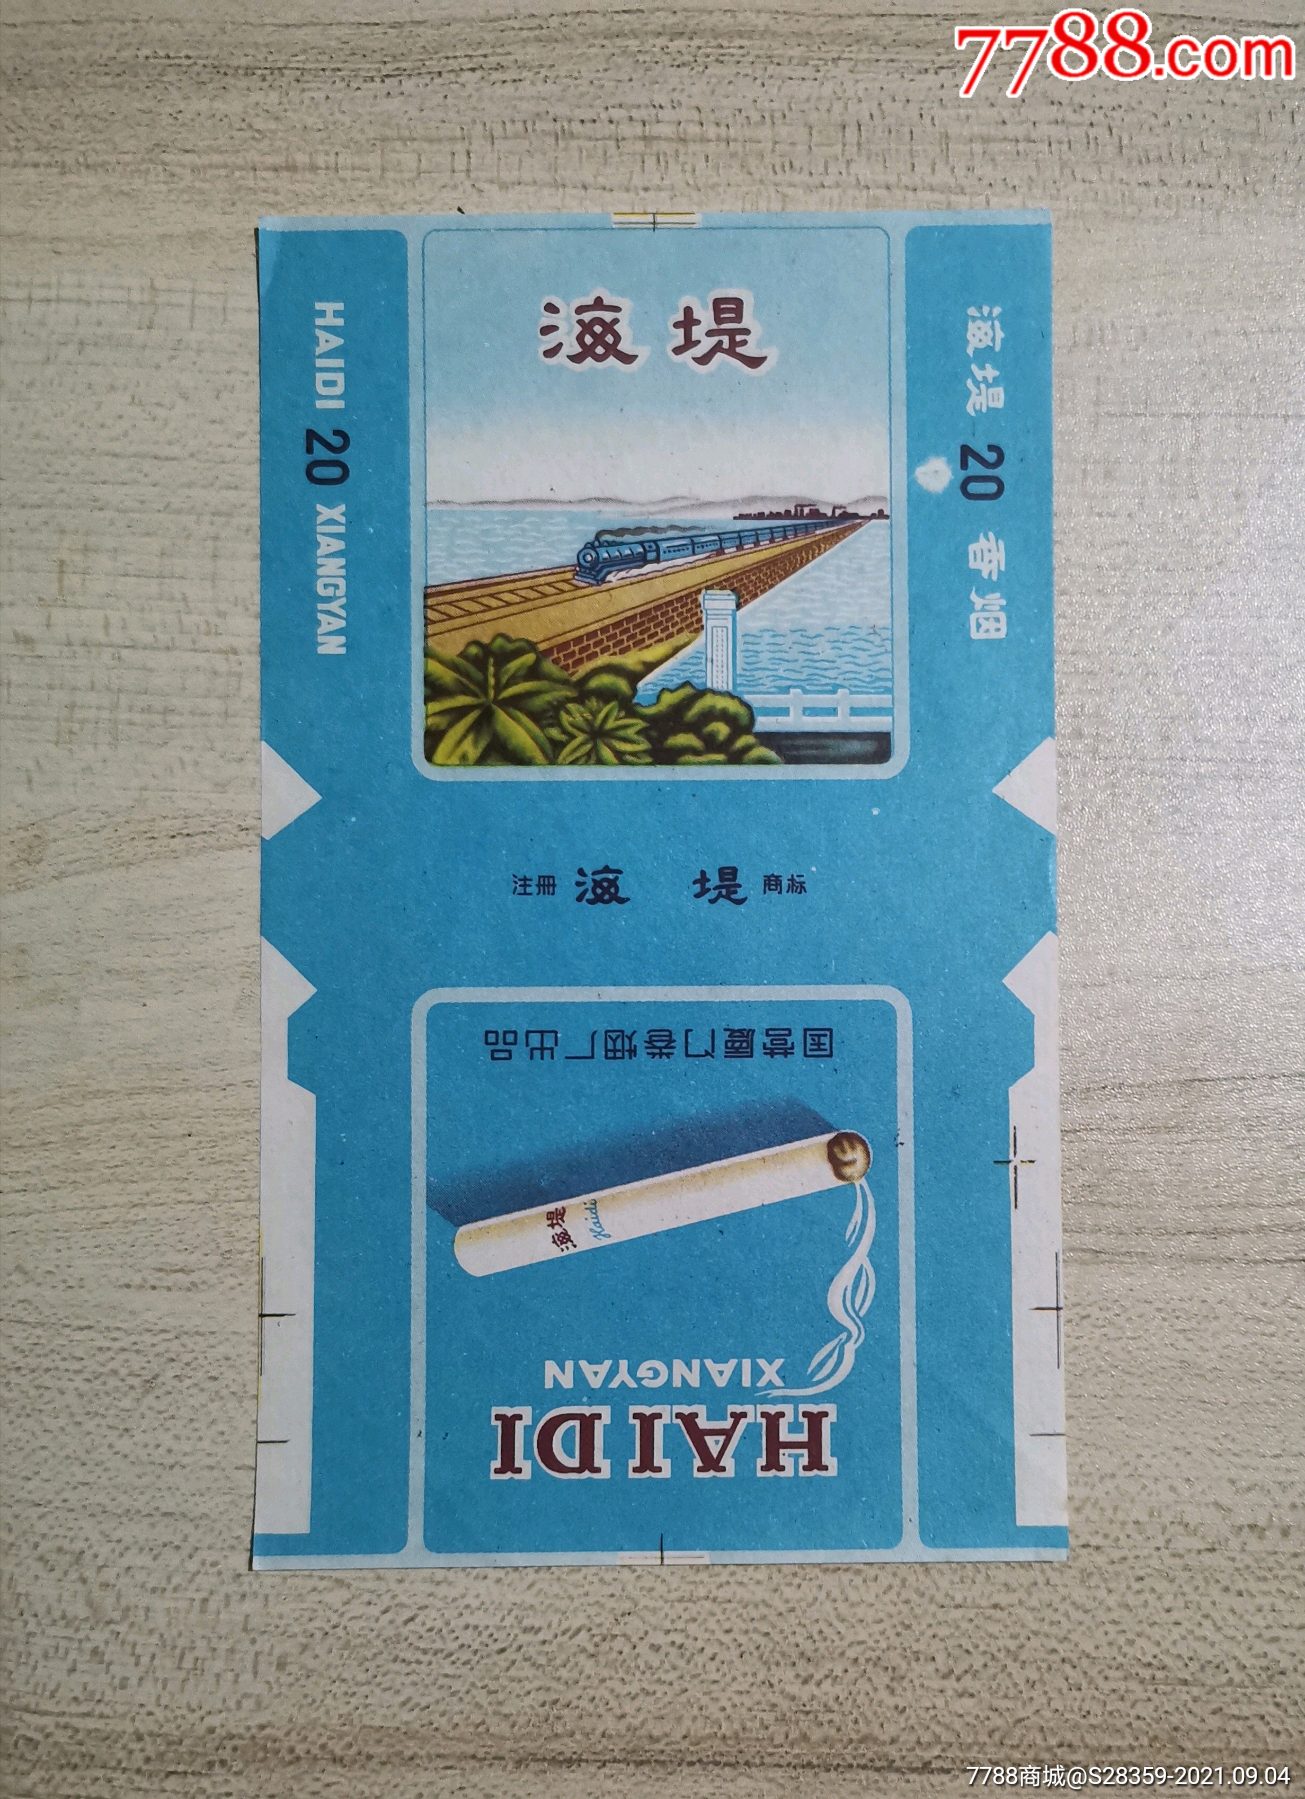 7788.com
海堤
HAIDI 20 XIANGYAN
海堤 20 香烟
注册 海 堤 商标
国营厦门卷烟厂出品
海堤
Haidi
XIANGYAN
HAIDI
7788商城@S28359-2021.09.04